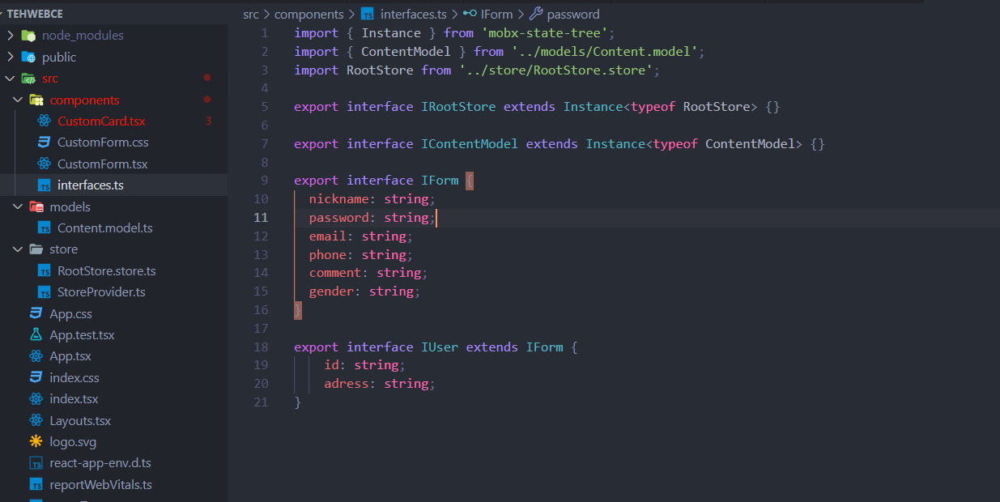 TEHWEBCE
node_modules
public
src
components
CustomCard.tsx 3
CustomForm.css
CustomForm.tsx
interfaces.ts
models
Content.model.ts
store
RootStore.store.ts
StoreProvider.ts
App.css
App.test.tsx
App.tsx
index.css
index.tsx
Layouts.tsx
logo.svg
react-app-env.d.ts
reportWebVitals.ts
src > components > TS interfaces.ts > IForm > password
1 import { Instance } from 'mobx-state-tree';
2 import { ContentModel } from '../models/Content.model';
3 import RootStore from '../store/RootStore.store';
4
5 export interface IRootStore extends Instance<typeof RootStore> {}
6
7 export interface IContentModel extends Instance<typeof ContentModel> {}
8
9 export interface IForm {
10 nickname: string;
11 password: string;
12 email: string;
13 phone: string;
14 comment: string;
15 gender: string;
16 }
17
18 export interface IUser extends IForm {
19 id: string;
20 adress: string;
21 }